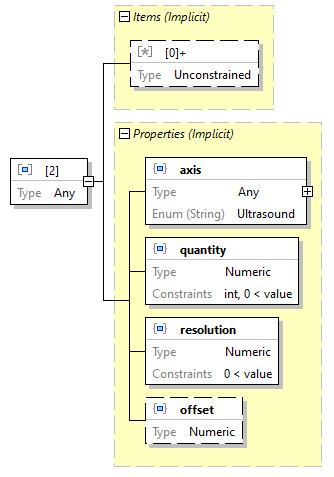 Items (Implicit)
[0]+
Type Unconstrained
[2]
Type Any
Properties (Implicit)
axis
Type Any
Enum (String) Ultrasound
quantity
Type Numeric
Constraints int, 0 < value
resolution
Type Numeric
Constraints 0 < value
offset
Type Numeric